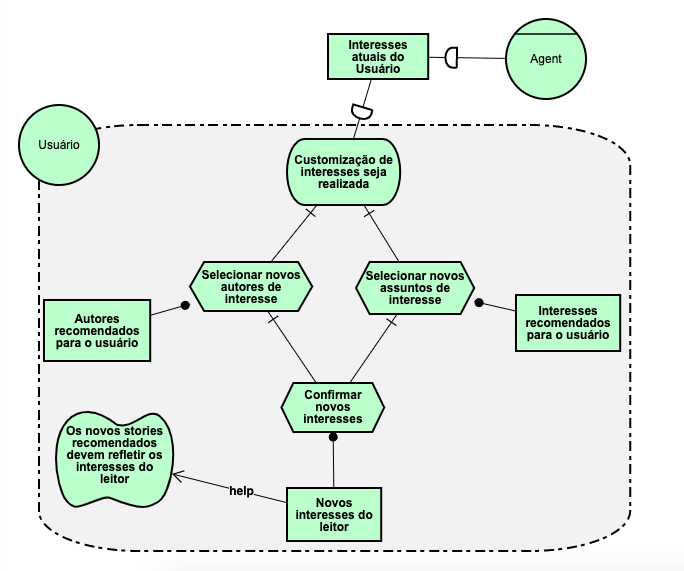 Interesses
atuais do
Usuário
Agent
Usuário
Customização de
interesses seja
realizada
Selecionar novos
autores de
interesse
Selecionar novos
assuntos de
interesse
Autores
recomendados
para o usuário
Interesses
recomendados
para o usuário
Confirmar
novos
interesses
Os novos stories
recomendados
devem refletir os
interesses do
leitor
help
Novos
interesses do
leitor